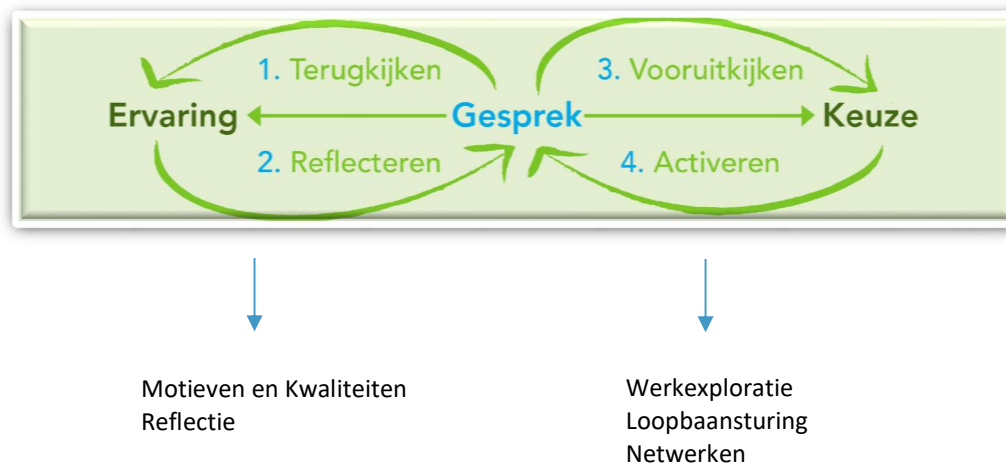 1. Terugkijken
3. Vooruitkijken
Ervaring
Gesprek
Keuze
2. Reflecteren
4. Activeren
Motieven en Kwaliteiten
Reflectie
Werkexploratie
Loopbaansturing
Netwerken